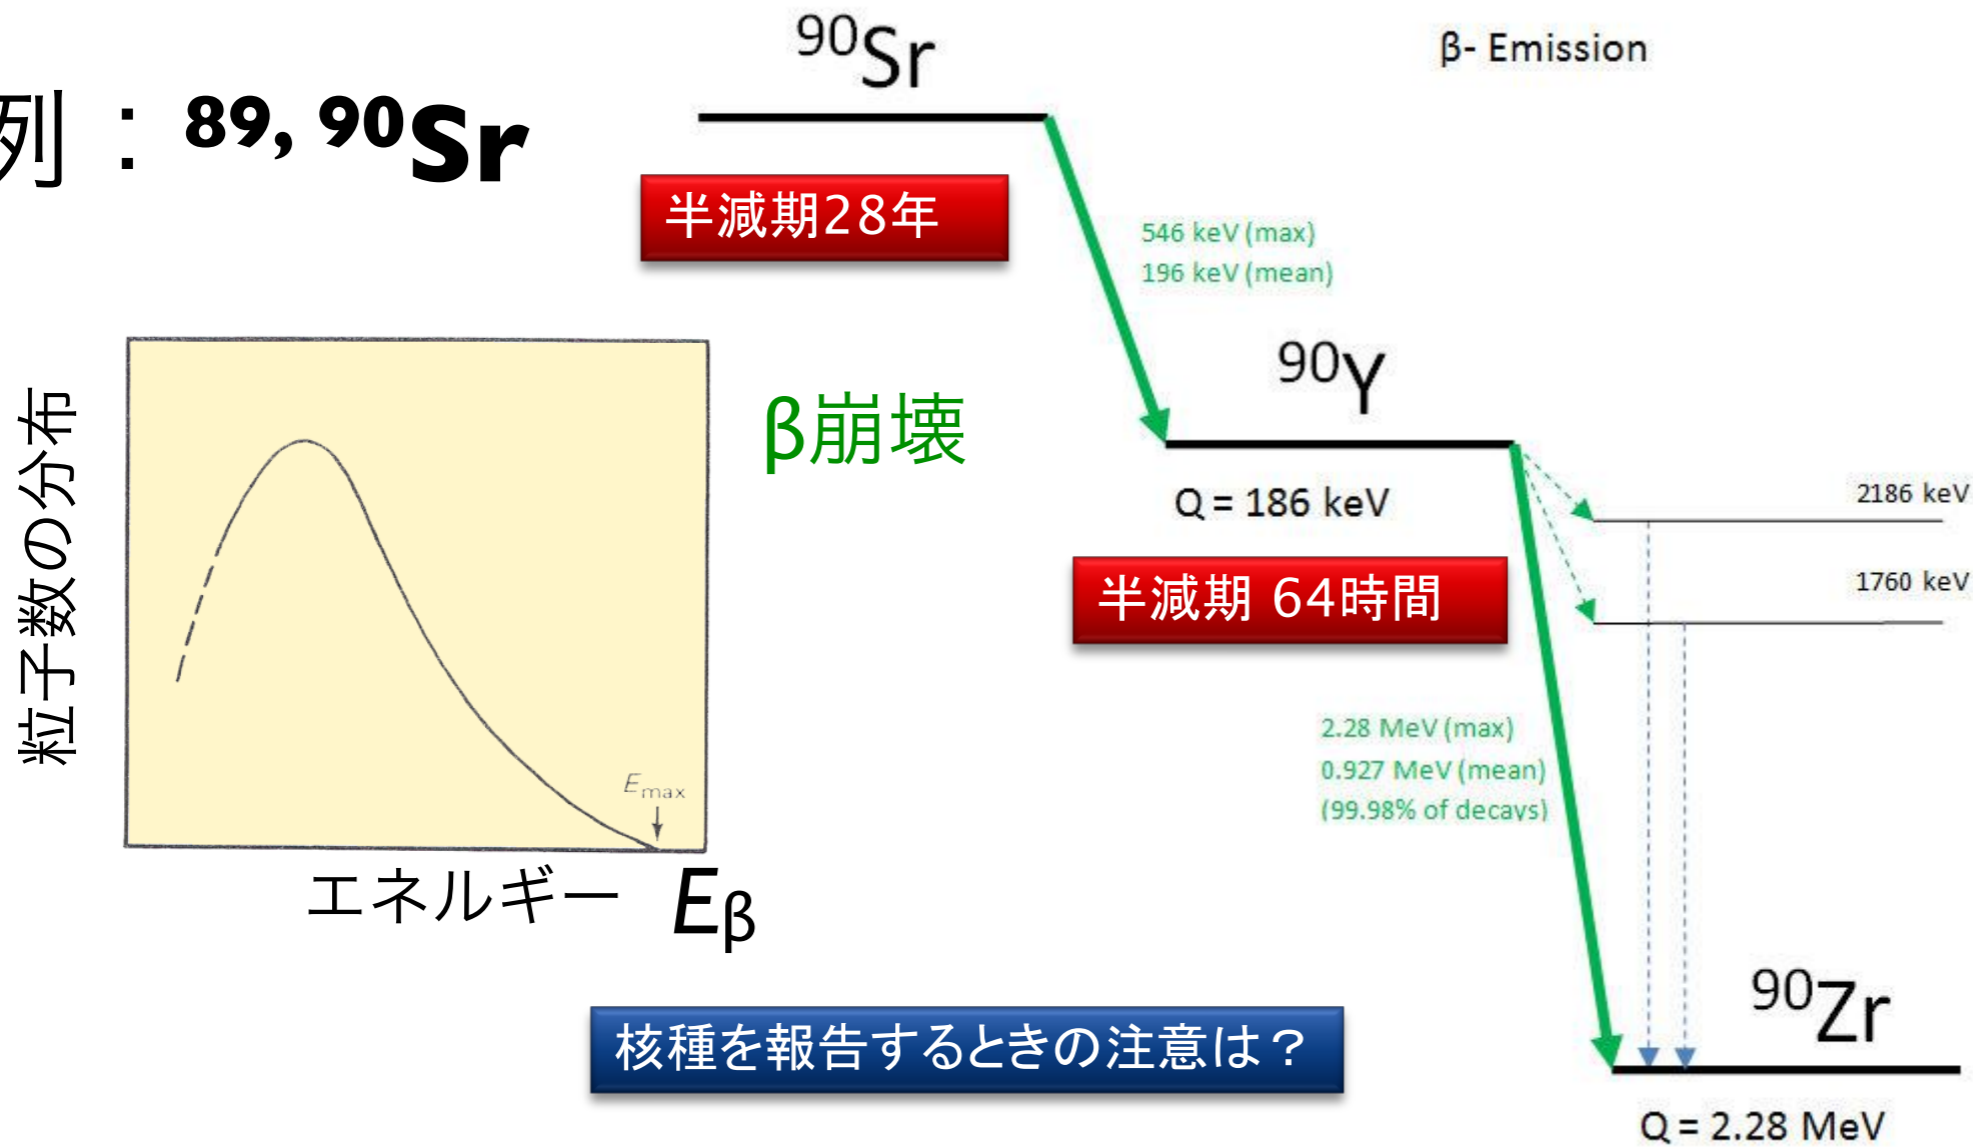 例：89, 90Sr
90Sr
β- Emission
半減期28年
546 keV (max)
196 keV (mean)
90Y
β崩壊
Q = 186 keV
2186 keV
半減期 64時間
1760 keV
粒子数の分布
2.28 MeV (max)
0.927 MeV (mean)
(99.98% of decays)
Emax
エネルギー Eβ
90Zr
核種を報告するときの注意は？
Q = 2.28 MeV